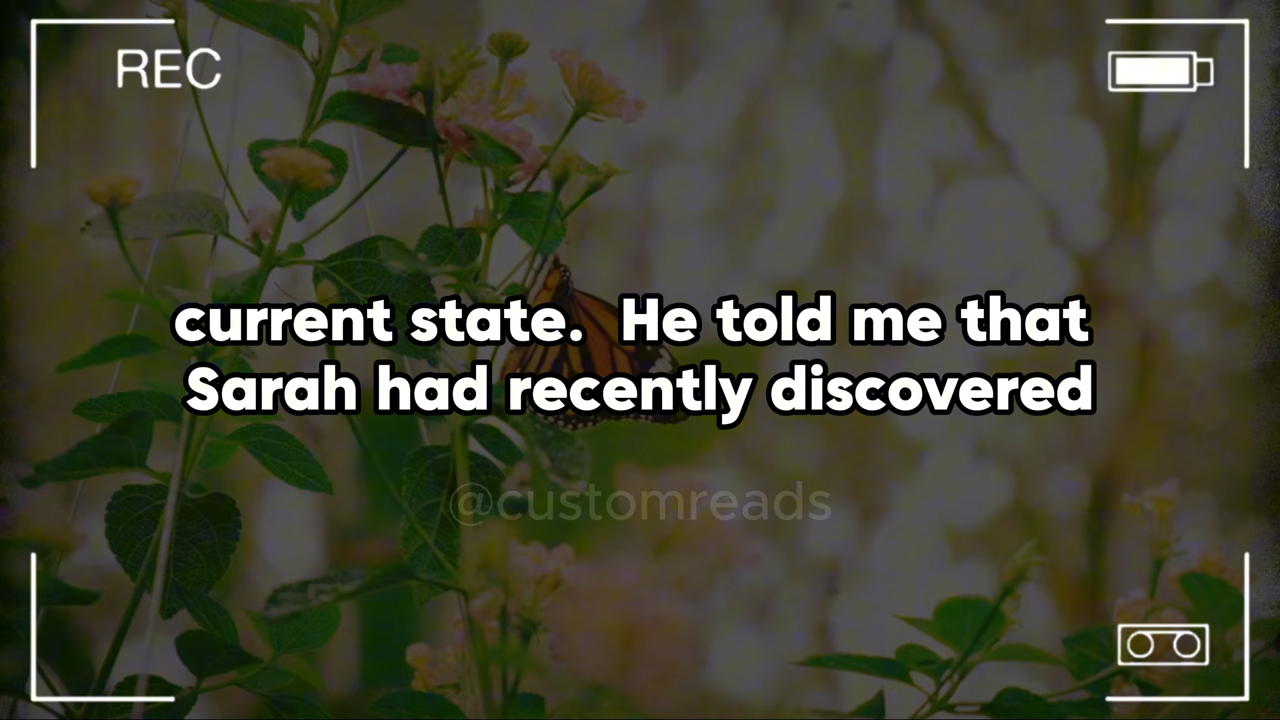 REC
current state.  He told me that
Sarah had recently discovered
@customreads